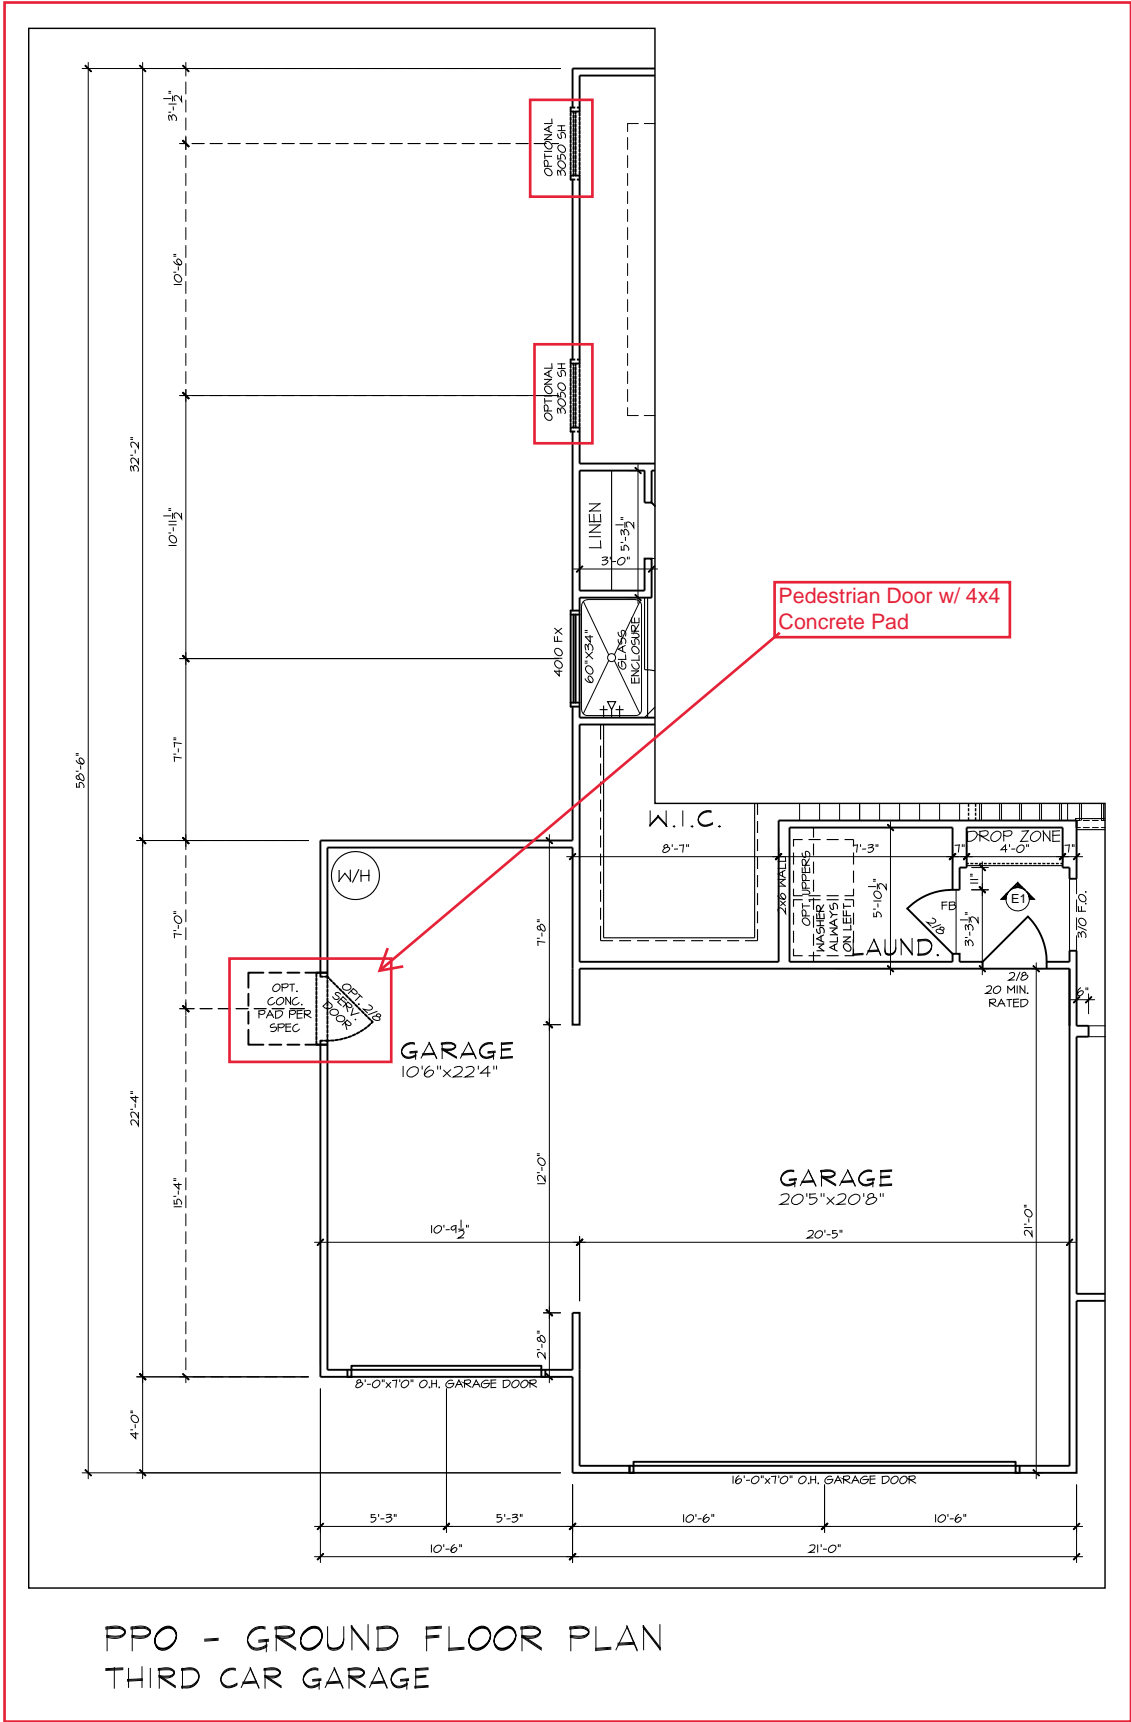 3'-1½"
OPTIONAL
3050 SH
10'-6"
OPTIONAL
3050 SH
32'-2"
10'-11½"
LINEN
5'-3½"
3'-0"
Pedestrian Door w/ 4x4
Concrete Pad
4010 FX
60"X34"
GLASS
ENCLOSURE
58'-6"
7'-7"
W.I.C.
8'-7"
2x6 WALL
OPT. UPPERS
WASHER
ALWAYS
ON LEFT
7'-3"
7"
DROP ZONE
4'-0"
7"
5'-10½"
11"
FB
E1
2/8
3'-3½"
3/0 F.O.
LAUND.
2/8
20 MIN.
RATED
6"
W/H
7'-0"
7'-8"
OPT.
CONC.
PAD PER
SPEC
OPT. 2/8
SERV.
DOOR
GARAGE
10'6"x22'4"
22'-4"
12'-0"
15'-4"
GARAGE
20'5"x20'8"
21'-0"
10'-9½"
20'-5"
2'-8"
8'-0"x7'0" O.H. GARAGE DOOR
4'-0"
16'-0"x7'0" O.H. GARAGE DOOR
5'-3"
5'-3"
10'-6"
10'-6"
10'-6"
21'-0"
PPO - GROUND FLOOR PLAN
THIRD CAR GARAGE